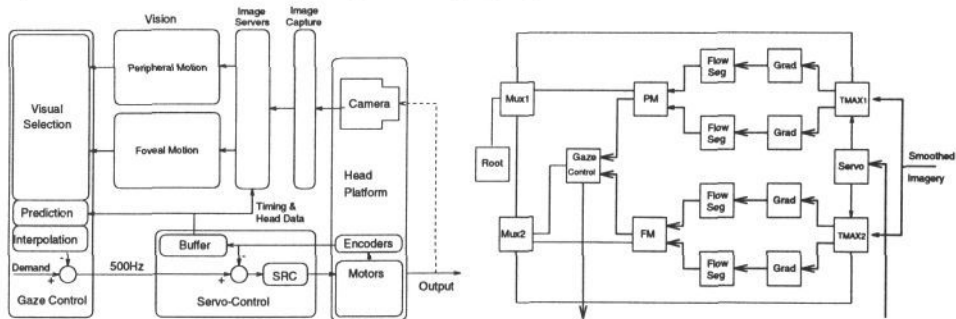 Vision
Image
Servers
Image
Capture
Visual
Selection
Peripheral Motion
Foveal Motion
Camera
Head
Platform
Timing &
Head Data
Prediction
Interpolation
Buffer
Encoders
-
-
Demand
+
500Hz
+
SRC
Motors
Output
Gaze Control
Servo-Control
Mux1
Root
Mux2
PM
Gaze
Control
FM
Flow
Seg
Grad
Flow
Seg
Grad
TMAX1
Servo
Smoothed
Imagery
Flow
Seg
Grad
TMAX2
Flow
Seg
Grad